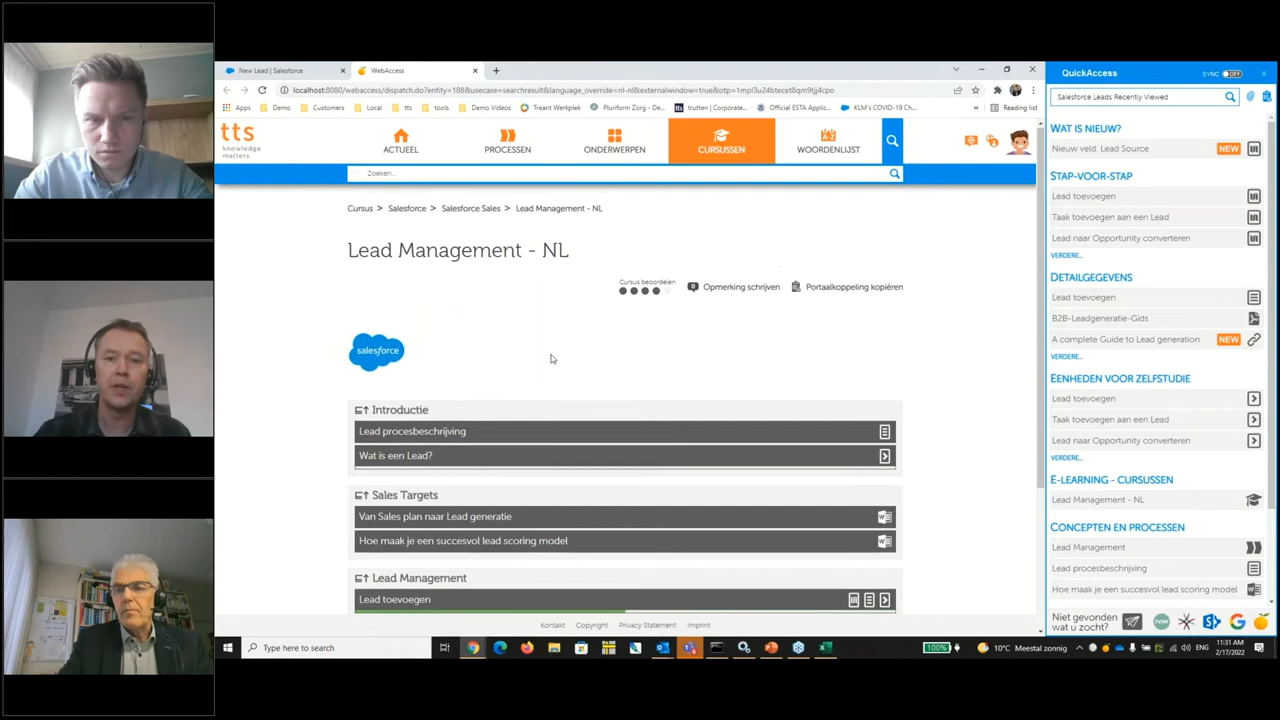 New Lead | Salesforce
WebAccess
localhost:8080/webaccess/dispatch.do?entity=188&usecase=searchresult&language_override=nl-nl&externalwindow=true&otp=1mpl3u24btecet8qm9tjj4cpo
Apps Demo Customers Local tts tools Demo Videos Treant Werkplek Pluriform Zorg - De... trutten | Corporate... Official ESTA Applic... KLM's COVID-19 Ch... » Reading list
tts
knowledge
matters.
ACTUEEL PROCESSEN ONDERWERPEN CURSUSSEN WOORDENLIJST
Zoeken...
Cursus > Salesforce > Salesforce Sales > Lead Management - NL
Lead Management - NL
Cursus beoordelen
0 Opmerking schrijven Portaalkoppeling kopiëren
salesforce
Introductie
Lead procesbeschrijving
Wat is een Lead?
Sales Targets
Van Sales plan naar Lead generatie
Hoe maak je een succesvol lead scoring model
Lead Management
Lead toevoegen
Kontakt Copyright Privacy Statement Imprint
QuickAccess SYNC OFF
Salesforce Leads Recently Viewed
WAT IS NIEUW?
Nieuw veld: Lead Source NEW
STAP-VOOR-STAP
Lead toevoegen
Taak toevoegen aan een Lead
Lead naar Opportunity converteren
VERDERE...
DETAILGEGEVENS
Lead toevoegen
B2B-Leadgeneratie-Gids
A complete Guide to Lead generation NEW
VERDERE...
EENHEDEN VOOR ZELFSTUDIE
Lead toevoegen
Taak toevoegen aan een Lead
Lead naar Opportunity converteren
VERDERE...
E-LEARNING - CURSUSSEN
Lead Management - NL
CONCEPTEN EN PROCESSEN
Lead Management
Lead procesbeschrijving
Hoe maak je een succesvol lead scoring model
Niet gevonden
wat u zocht?
new
Type here to search
100%
10°C Meestal zonnig
ENG
11:31 AM
2/17/2022